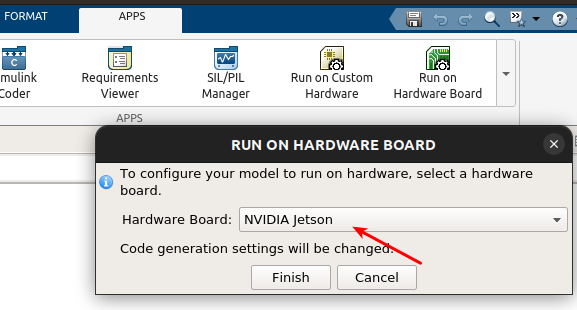 FORMAT
APPS
mulink
Coder
Requirements
Viewer
SIL/PIL
Manager
Run on Custom
Hardware
Run on
Hardware Board
APPS
RUN ON HARDWARE BOARD
To configure your model to run on hardware, select a hardware
board.
Hardware Board: NVIDIA Jetson
Code generation settings will be changed.
Finish
Cancel